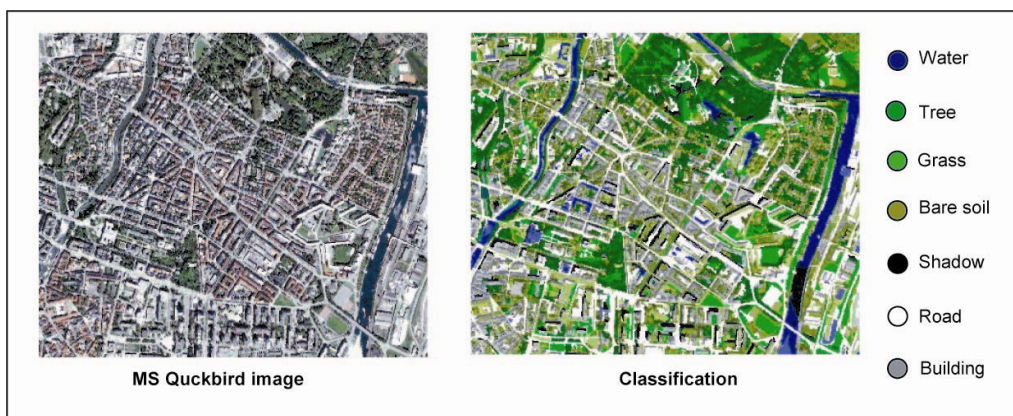 Water
Tree
Grass
Bare soil
Shadow
Road
Building
MS Quckbird image
Classification